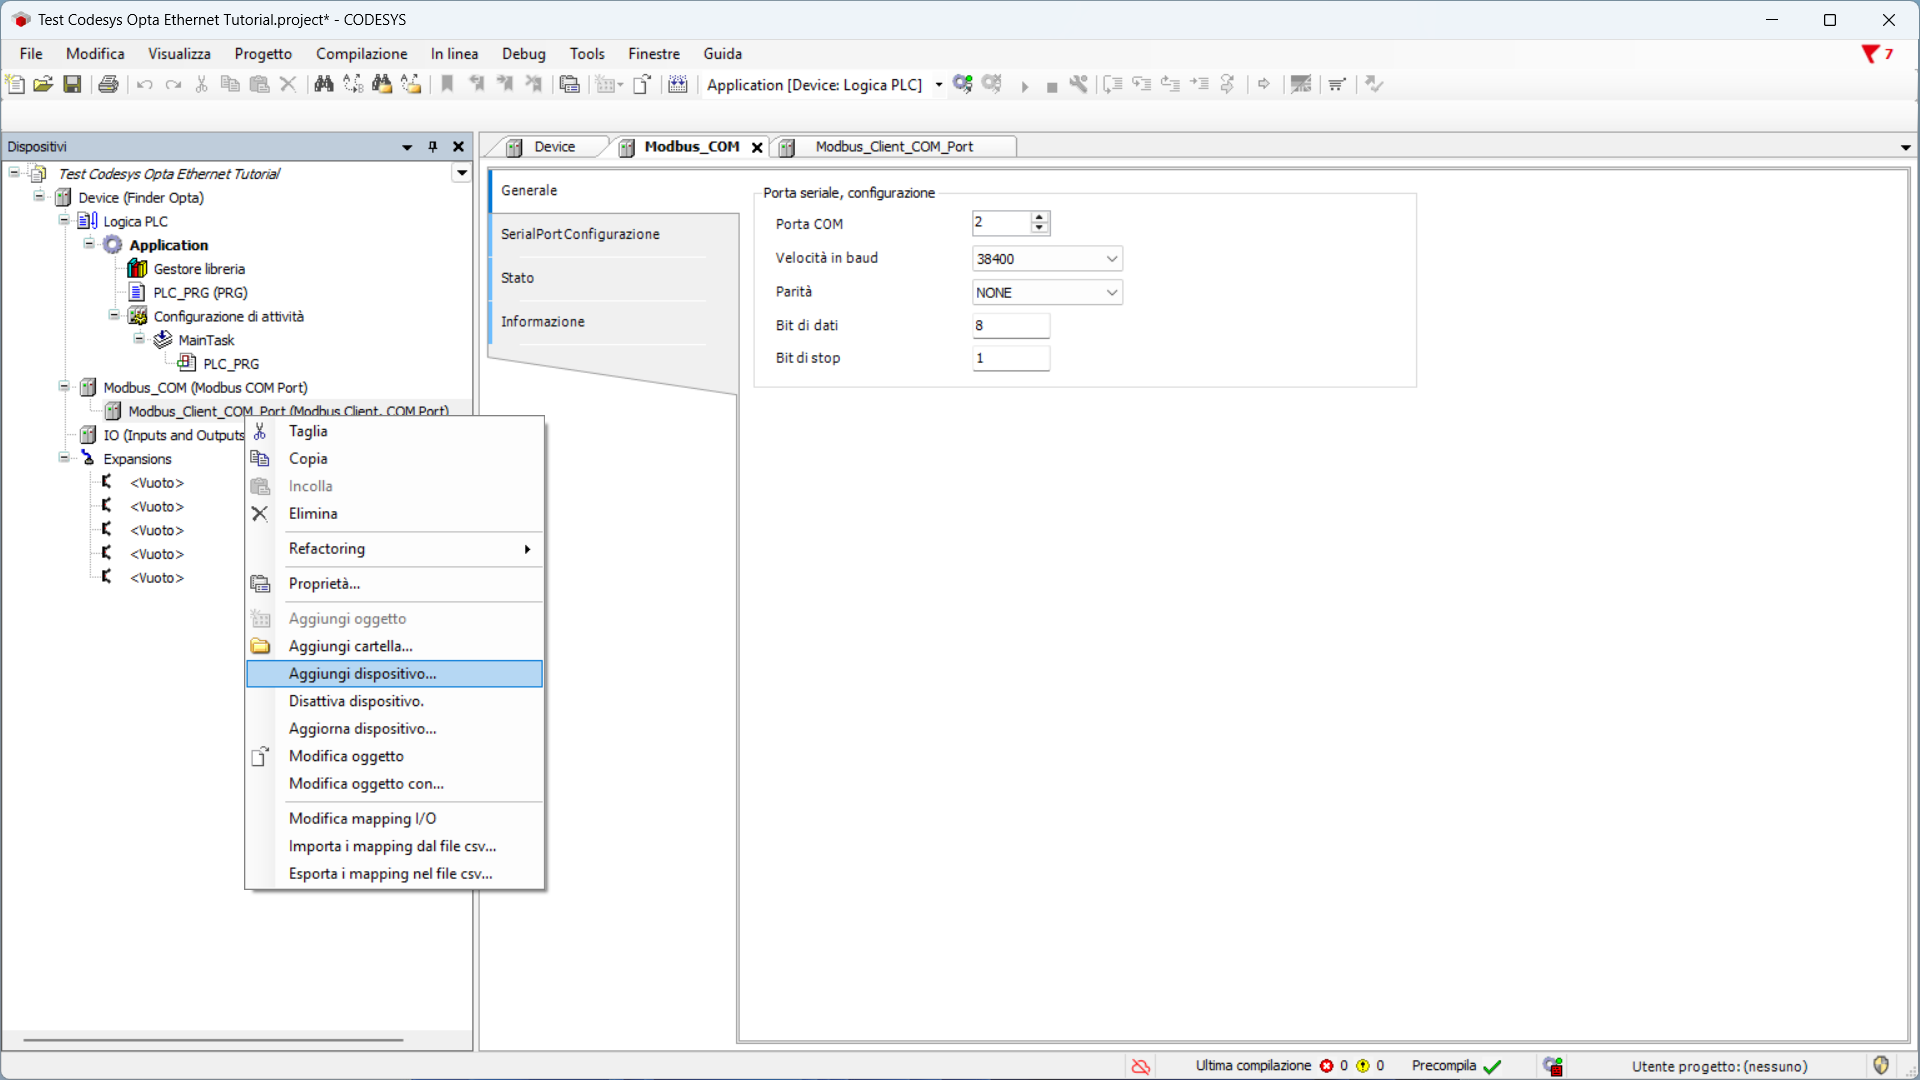 Test Codesys Opta Ethernet Tutorial.project* - CODESYS
File Modifica Visualizza Progetto Compilazione In linea Debug Tools Finestre Guida
7
Application [Device: Logica PLC]
Dispositivi
Test Codesys Opta Ethernet Tutorial
Device (Finder Opta)
Logica PLC
Application
Gestore libreria
PLC_PRG (PRG)
Configurazione di attività
MainTask
PLC_PRG
Modbus_COM (Modbus COM Port)
Modbus_Client_COM_Port (Modbus Client, COM Port)
IO (Inputs and Outputs
Expansions
<Vuoto>
<Vuoto>
<Vuoto>
<Vuoto>
<Vuoto>
Taglia
Copia
Incolla
Elimina
Refactoring
Proprietà...
Aggiungi oggetto
Aggiungi cartella...
Aggiungi dispositivo...
Disattiva dispositivo.
Aggiorna dispositivo...
Modifica oggetto
Modifica oggetto con...
Modifica mapping I/O
Importa i mapping dal file csv...
Esporta i mapping nel file csv...
Device Modbus_COM Modbus_Client_COM_Port
Generale
SerialPortConfigurazione
Stato
Informazione
Porta seriale, configurazione
Porta COM 2
Velocità in baud 38400
Parità NONE
Bit di dati 8
Bit di stop 1
Ultima compilazione 0 0 Precompila Utente progetto: (nessuno)